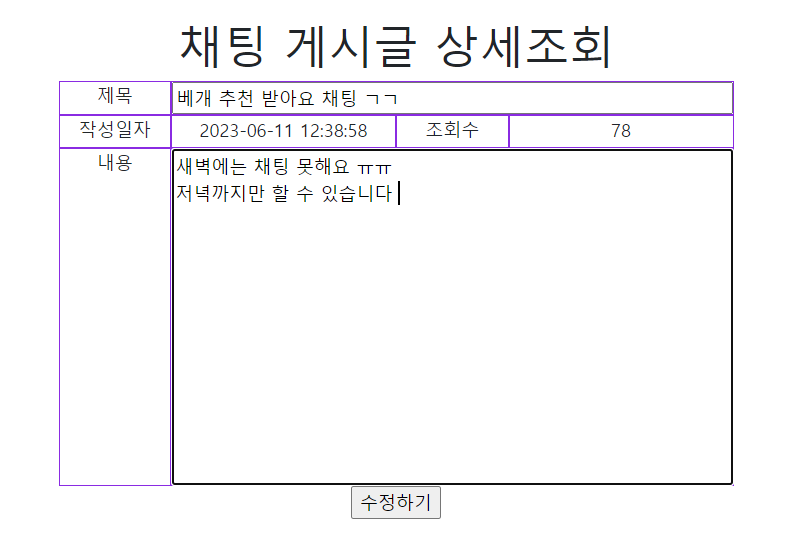 채팅 게시글 상세조회
제목 베개 추천 받아요 채팅 ㄱㄱ
작성일자 2023-06-11 12:38:58 조회수 78
내용 새벽에는 채팅 못해요 ㅠㅠ
저녁까지만 할 수 있습니다
수정하기